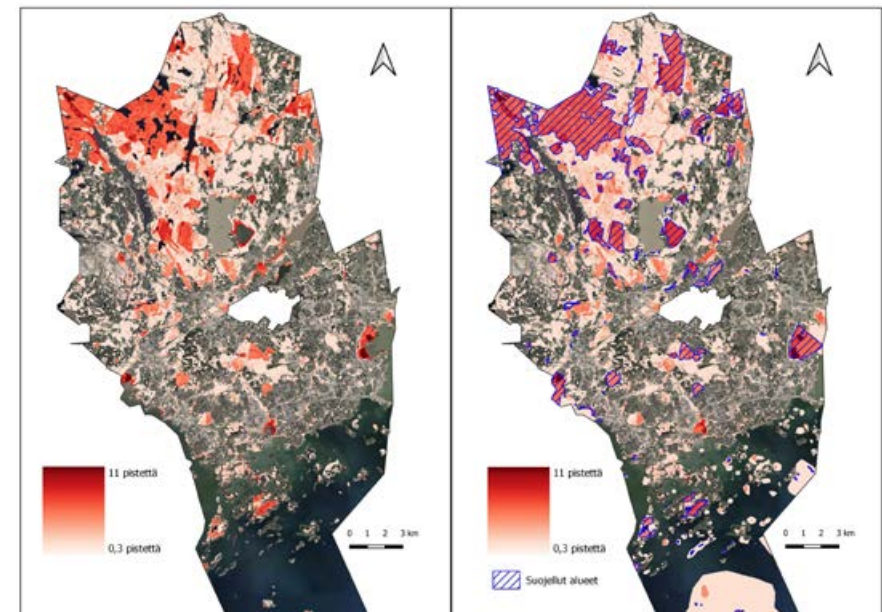 11 pistettä
0,3 pistettä
0 1 2 3 km
11 pistettä
0,3 pistettä
0 1 2 3 km
Suojellut alueet